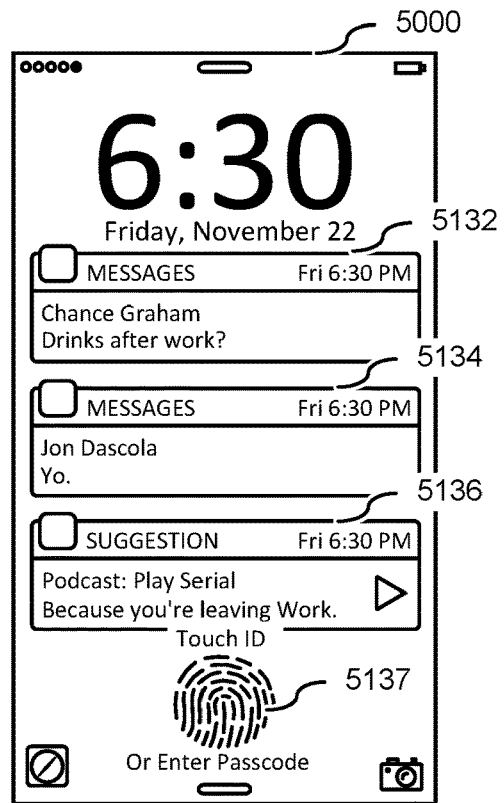 5000
6:30
Friday, November 22
5132
MESSAGES Fri 6:30 PM
Chance Graham
Drinks after work?
5134
MESSAGES Fri 6:30 PM
Jon Dascola
Yo.
5136
SUGGESTION Fri 6:30 PM
Podcast: Play Serial
Because you're leaving Work.
Touch ID
5137
Or Enter Passcode